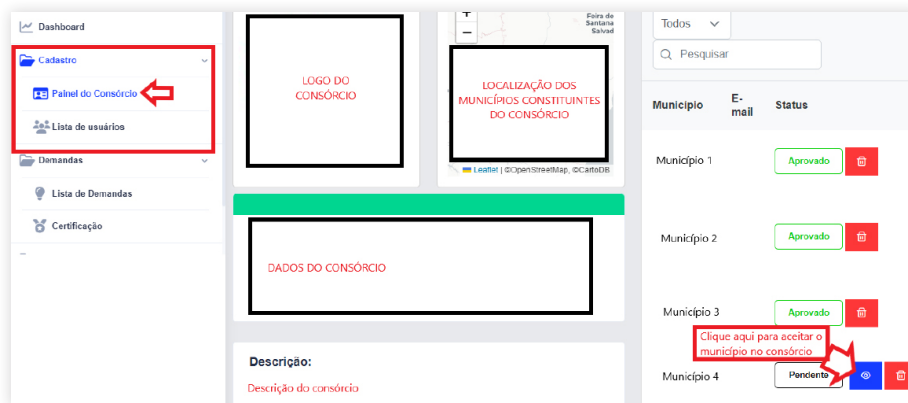 Dashboard
Cadastro
Painel do Consórcio
Lista de usuários
Demandas
Lista de Demandas
Certificação
LOGO DO
CONSÓRCIO
+
−
Feira de
Santana
Salvad
LOCALIZAÇÃO DOS
MUNICÍPIOS CONSTITUINTES
DO CONSÓRCIO
Leaflet | ©OpenStreetMap, ©CartoDB
DADOS DO CONSÓRCIO
Descrição:
Descrição do consórcio
Todos
Pesquisar
Município E-mail Status
Município 1 Aprovado
Município 2 Aprovado
Município 3 Aprovado
Clique aqui para aceitar o
município no consórcio
Município 4 Pendente